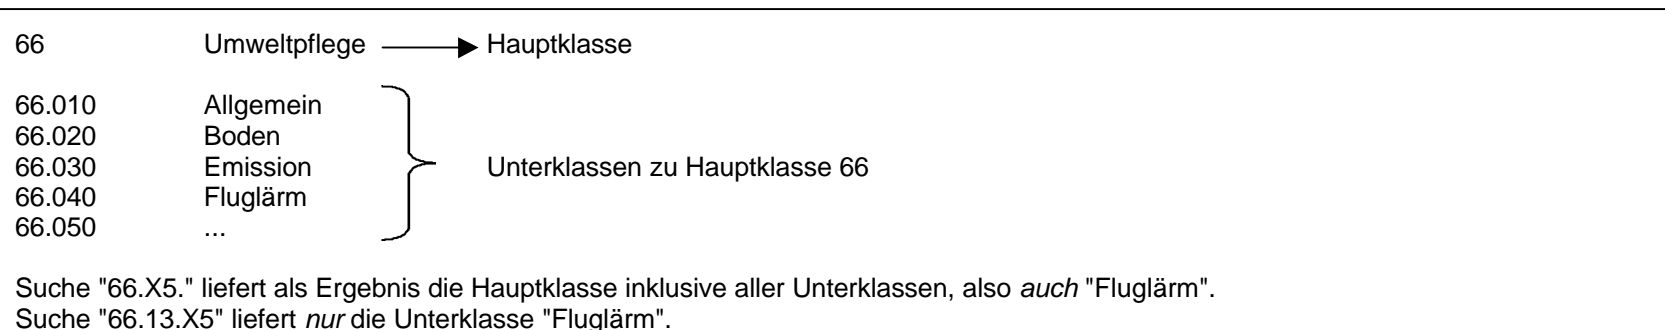 66 Umweltpflege Hauptklasse
66.010 Allgemein
66.020 Boden
66.030 Emission Unterklassen zu Hauptklasse 66
66.040 Fluglärm
66.050 ...
Suche "66.X5." liefert als Ergebnis die Hauptklasse inklusive aller Unterklassen, also auch "Fluglärm".
Suche "66.13.X5" liefert nur die Unterklasse "Fluglärm".